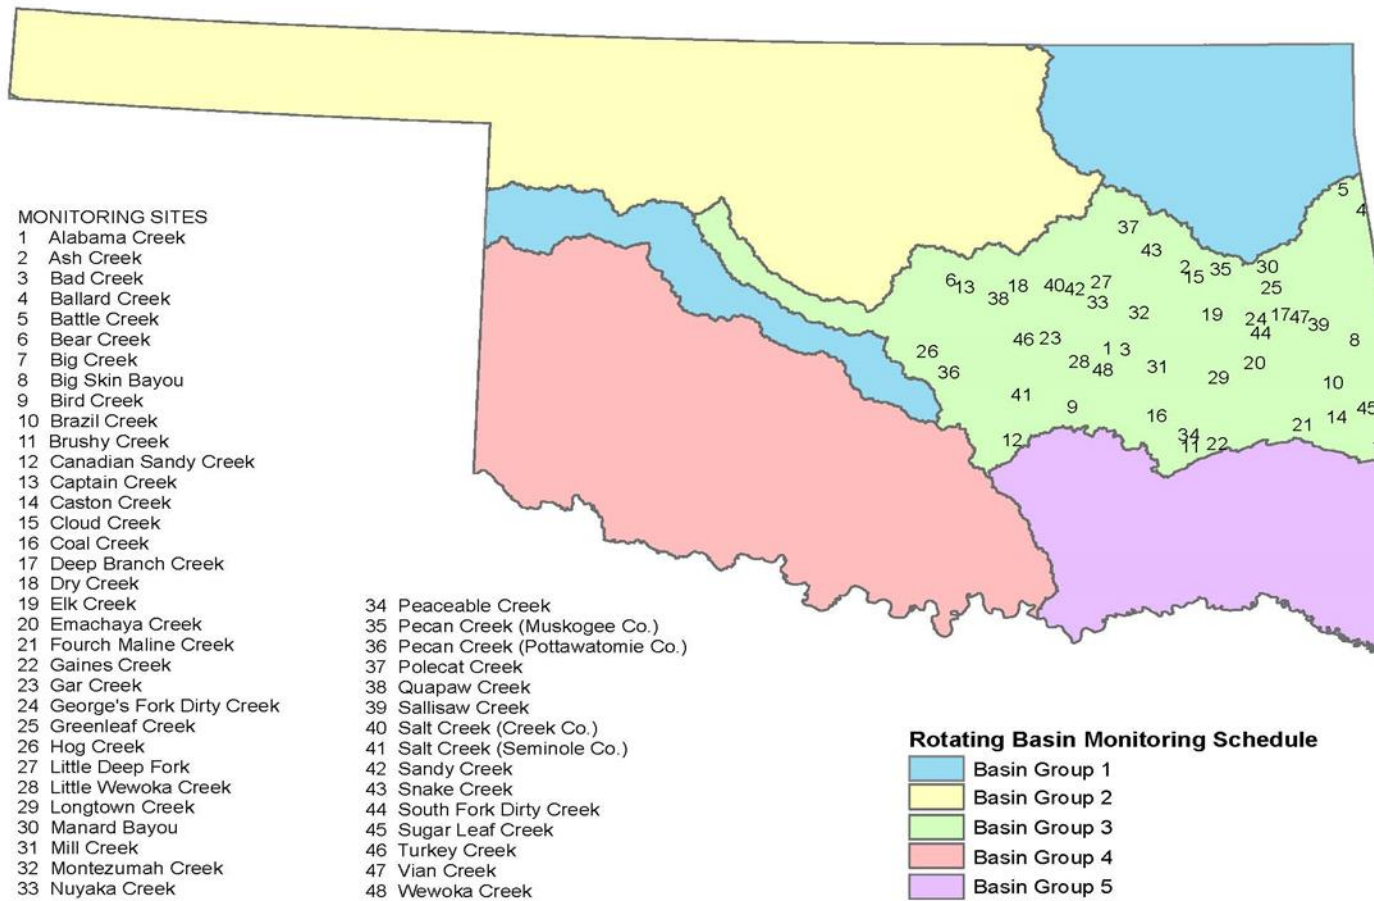 5
4
37
43
2
15
35
30
25
6
13
38
18
40
42
27
33
32
19
24
17
47
39
44
8
46
23
1
3
26
36
28
48
31
29
20
10
41
9
16
45
14
21
12
34
11
22
MONITORING SITES
1 Alabama Creek
2 Ash Creek
3 Bad Creek
4 Ballard Creek
5 Battle Creek
6 Bear Creek
7 Big Creek
8 Big Skin Bayou
9 Bird Creek
10 Brazil Creek
11 Brushy Creek
12 Canadian Sandy Creek
13 Captain Creek
14 Caston Creek
15 Cloud Creek
16 Coal Creek
17 Deep Branch Creek
18 Dry Creek
19 Elk Creek
20 Emachaya Creek
21 Fourch Maline Creek
22 Gaines Creek
23 Gar Creek
24 George's Fork Dirty Creek
25 Greenleaf Creek
26 Hog Creek
27 Little Deep Fork
28 Little Wewoka Creek
29 Longtown Creek
30 Manard Bayou
31 Mill Creek
32 Montezumah Creek
33 Nuyaka Creek
34 Peaceable Creek
35 Pecan Creek (Muskogee Co.)
36 Pecan Creek (Pottawatomie Co.)
37 Polecat Creek
38 Quapaw Creek
39 Sallisaw Creek
40 Salt Creek (Creek Co.)
41 Salt Creek (Seminole Co.)
42 Sandy Creek
43 Snake Creek
44 South Fork Dirty Creek
45 Sugar Leaf Creek
46 Turkey Creek
47 Vian Creek
48 Wewoka Creek
Rotating Basin Monitoring Schedule
Basin Group 1
Basin Group 2
Basin Group 3
Basin Group 4
Basin Group 5